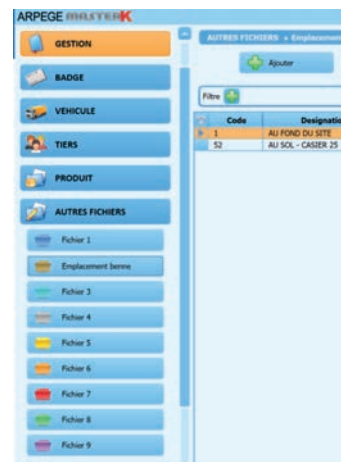 ARPEGE MASTERK
GESTION
BADGE
VEHICULE
TIERS
PRODUIT
AUTRES FICHIERS
Fichier 1
Emplacement benne
Fichier 3
Fichier 4
Fichier 5
Fichier 6
Fichier 7
Fichier 8
Fichier 9
AUTRES FICHIERS » Emplacement
Ajouter
Filtre
Code Designatio
1 AU FOND DU SITE
52 AU SOL - CASIER 25